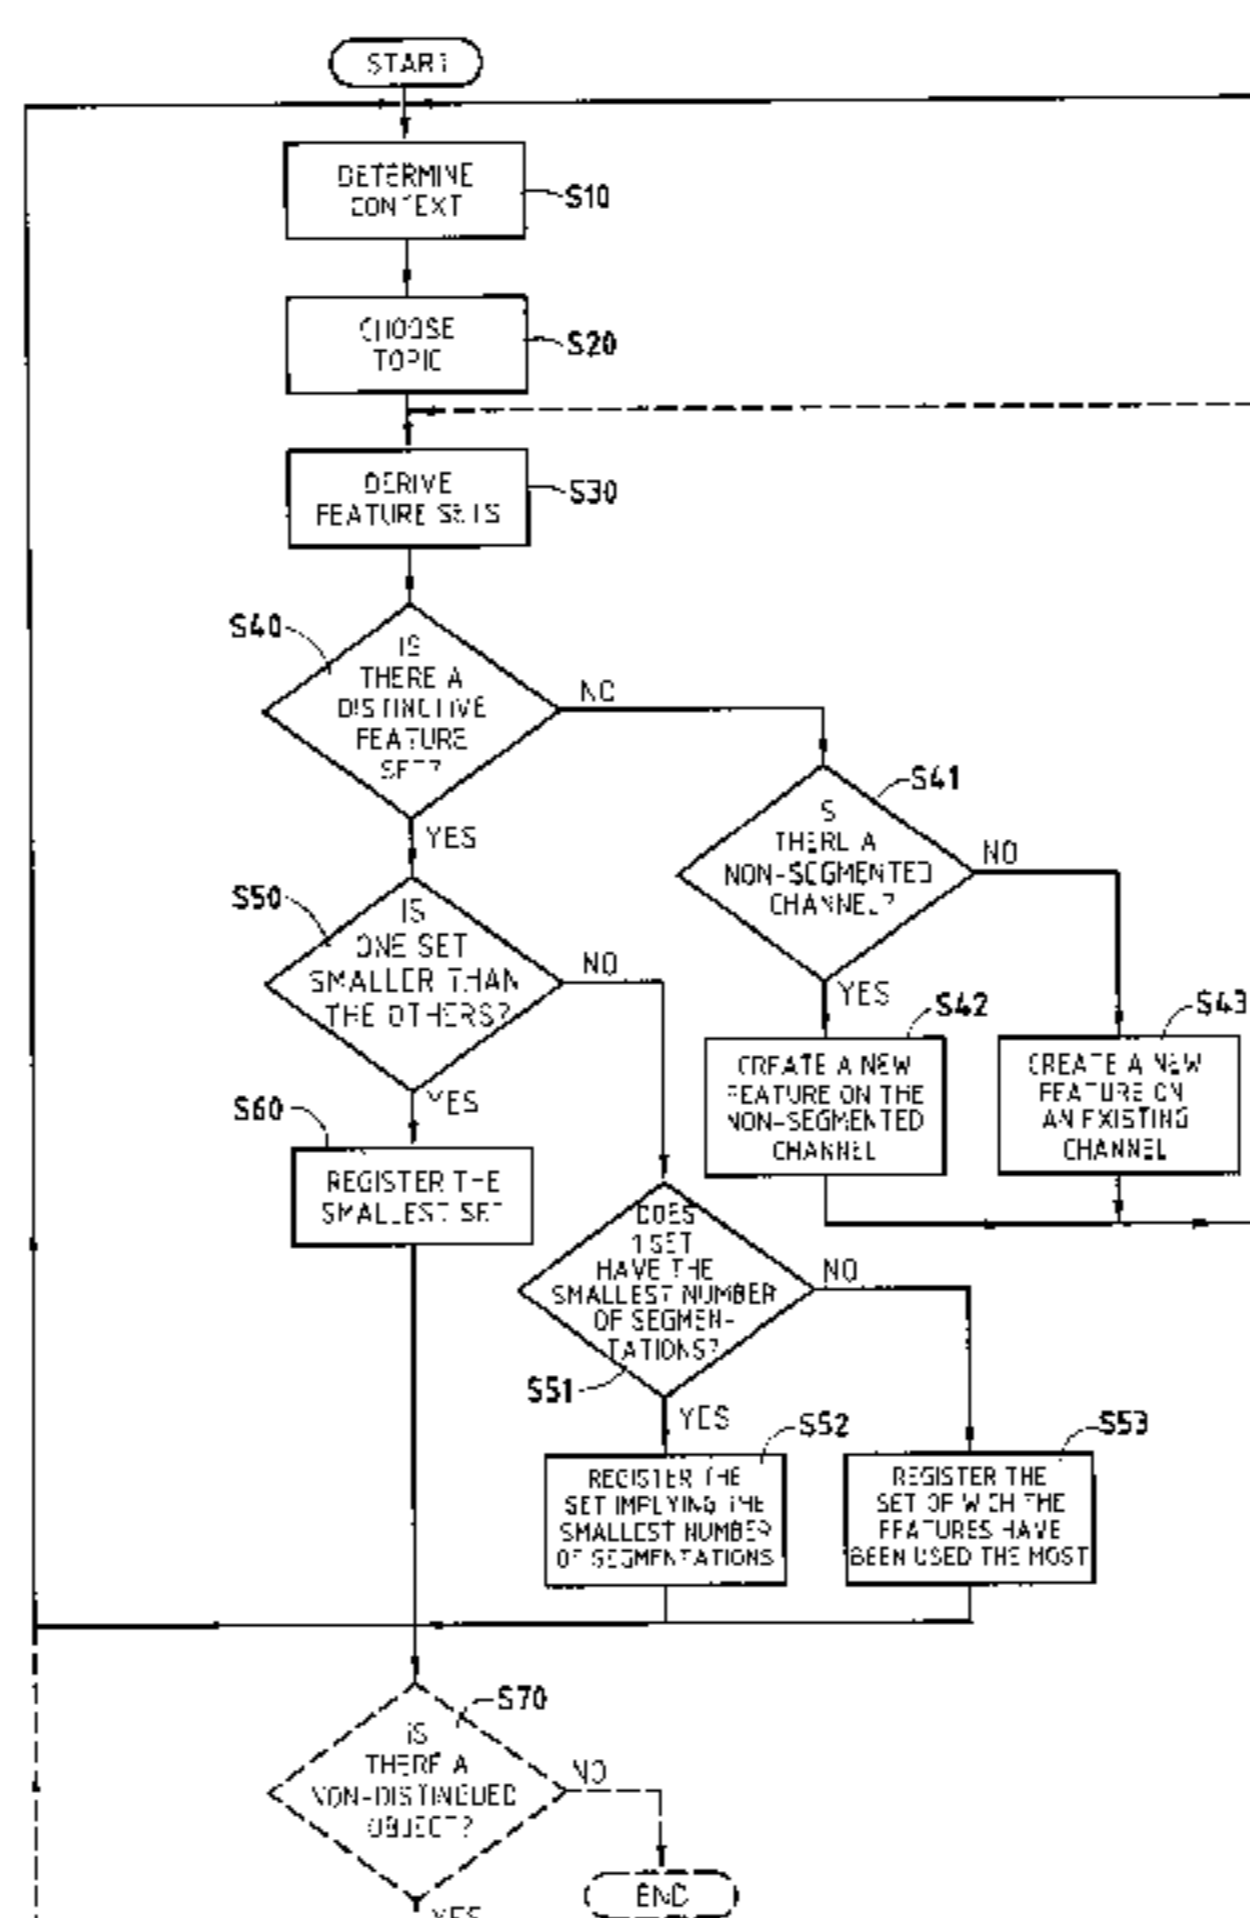 START
DETERMINE
CONTEXT
S10
CHOOSE
TOPIC
S20
DERIVE
FEATURE SETS
S30
S40
IS
THERE A
DISTINCTIVE
FEATURE
SET?
NO
YES
S41
IS
THERE A
NON-SEGMENTED
CHANNEL?
NO
YES
S50
IS
ONE SET
SMALLER THAN
THE OTHERS?
NO
YES
S42
CREATE A NEW
FEATURE ON THE
NON-SEGMENTED
CHANNEL
S43
CREATE A NEW
FEATURE ON
AN EXISTING
CHANNEL
S60
REGISTER THE
SMALLEST SET
DOES
1 SET
HAVE THE
SMALLEST NUMBER
OF SEGMEN-
TATIONS?
S51
NO
YES
S52
REGISTER THE
SET IMPLYING THE
SMALLEST NUMBER
OF SEGMENTATIONS
S53
REGISTER THE
SET OF WICH THE
FEATURES HAVE
BEEN USED THE MOST
S70
IS
THERE A
NON-DISTINGUED
OBJECT?
NO
YES
END